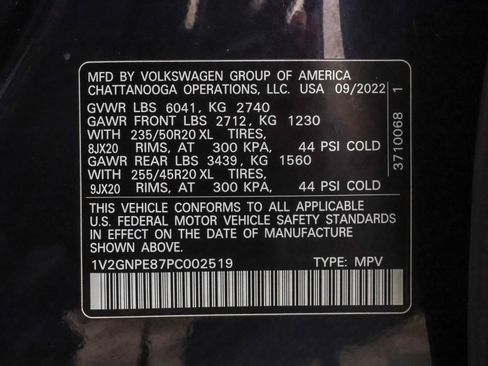 MFD BY VOLKSWAGEN GROUP OF AMERICA
CHATTANOOGA OPERATIONS, LLC. USA 09/2022
GVWR LBS 6041, KG 2740
GAWR FRONT LBS 2712, KG 1230
WITH 235/50R20 XL TIRES,
8JX20 RIMS, AT 300 KPA, 44 PSI COLD
GAWR REAR LBS 3439, KG 1560
WITH 255/45R20 XL TIRES,
9JX20 RIMS, AT 300 KPA, 44 PSI COLD
THIS VEHICLE CONFORMS TO ALL APPLICABLE
U.S. FEDERAL MOTOR VEHICLE SAFETY STANDARDS
IN EFFECT ON THE DATE OF MANUFACTURE
SHOWN ABOVE.
1V2GNPE87PC002519 TYPE: MPV
3710068 1